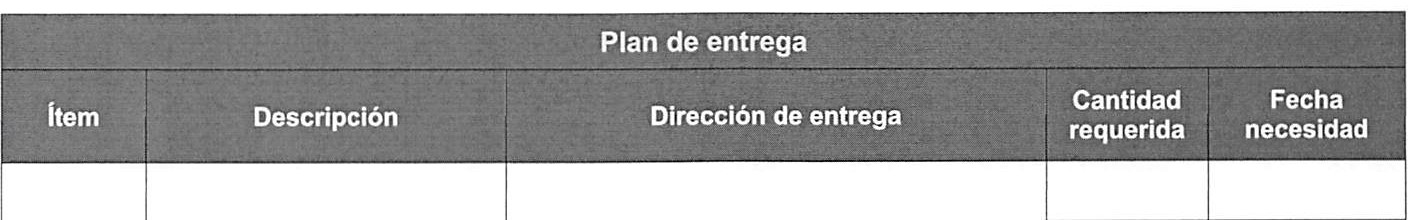 Plan de entrega
Ítem
Descripción
Dirección de entrega
Cantidad
requerida
Fecha
necesidad